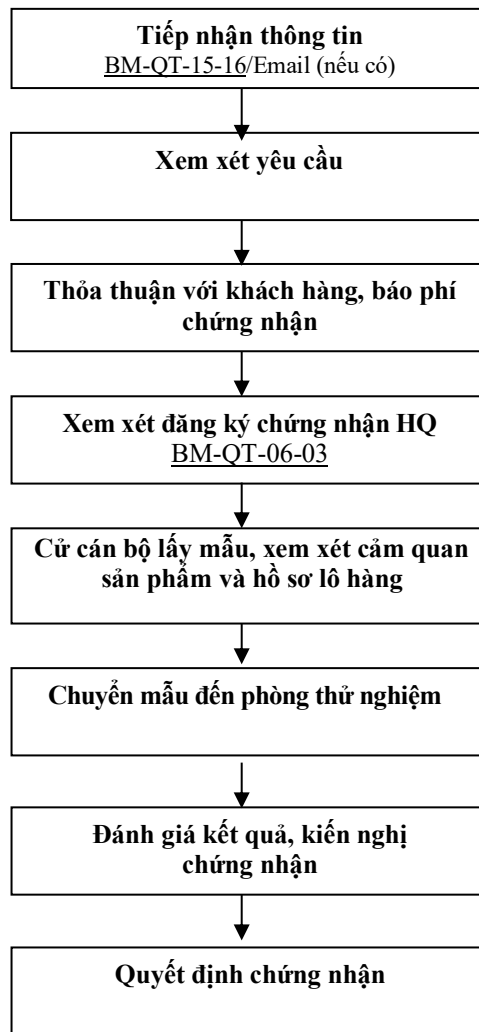 Tiếp nhận thông tin
BM-QT-15-16/Email (nếu có)
Xem xét yêu cầu
Thỏa thuận với khách hàng, báo phí
chứng nhận
Xem xét đăng ký chứng nhận HQ
BM-QT-06-03
Cử cán bộ lấy mẫu, xem xét cảm quan
sản phẩm và hồ sơ lô hàng
Chuyển mẫu đến phòng thử nghiệm
Đánh giá kết quả, kiến nghị
chứng nhận
Quyết định chứng nhận